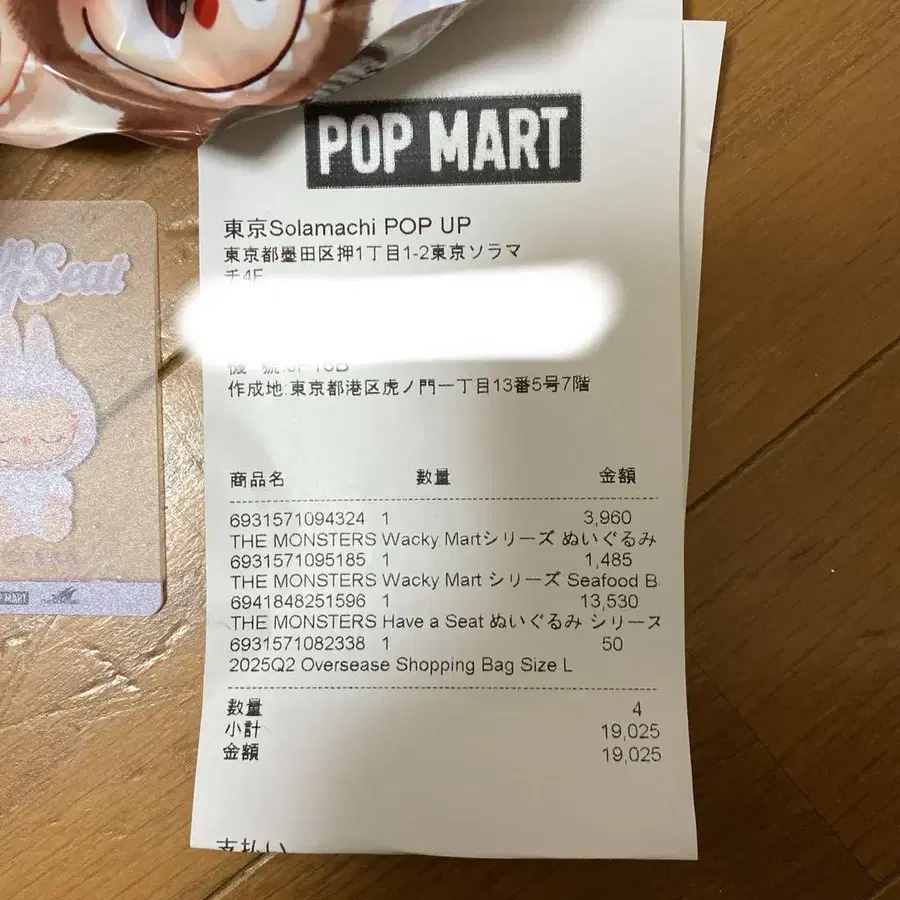 POP MART
東京Solamachi POP UP
東京都墨田区押1丁目1-2東京ソラマ
チ4F
作成地:東京都港区虎ノ門一丁目13番5号7階
商品名 数量 金額
6931571094324 1 3,960
THE MONSTERS Wacky Martシリーズ ぬいぐるみ
6931571095185 1 1,485
THE MONSTERS Wacky Mart シリーズ Seafood B
6941848251596 1 13,530
THE MONSTERS Have a Seat ぬいぐるみ シリーズ
6931571082338 1 50
2025Q2 Oversease Shopping Bag Size L
数量 4
小計 19,025
金額 19,025
支払い
Seat
POP MART